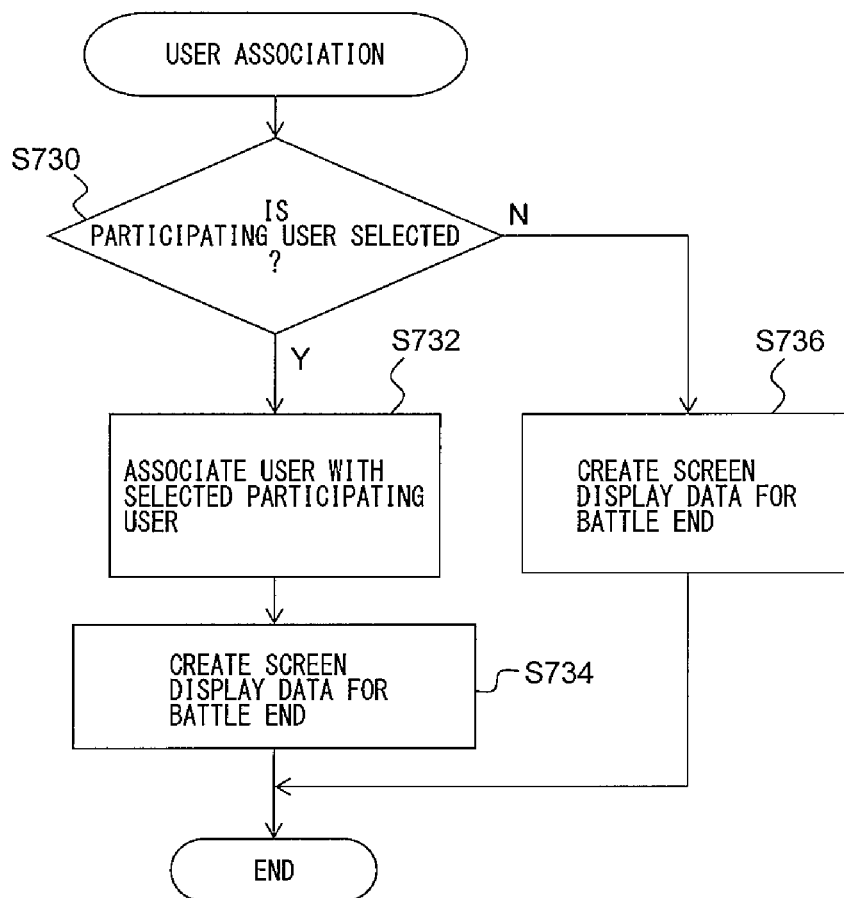 USER ASSOCIATION
S730
IS
PARTICIPATING USER SELECTED
?
N
Y
S732
S736
ASSOCIATE USER WITH
SELECTED PARTICIPATING
USER
CREATE SCREEN
DISPLAY DATA FOR
BATTLE END
CREATE SCREEN
DISPLAY DATA FOR
BATTLE END
S734
END